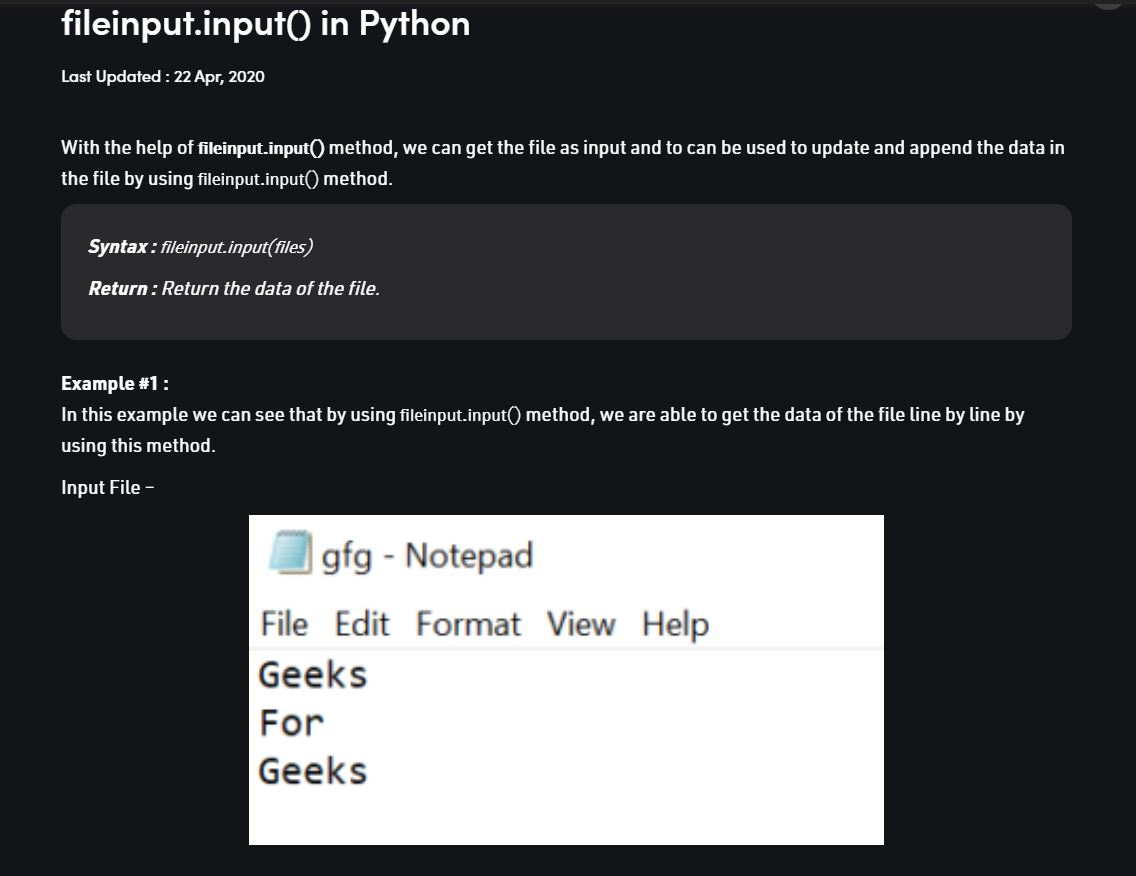 fileinput.input() in Python
Last Updated : 22 Apr, 2020
With the help of fileinput.input() method, we can get the file as input and to can be used to update and append the data in
the file by using fileinput.input() method.
Syntax : fileinput.input(files)
Return : Return the data of the file.
Example #1 :
In this example we can see that by using fileinput.input() method, we are able to get the data of the file line by line by
using this method.
Input File –
gfg - Notepad
File Edit Format View Help
Geeks
For
Geeks